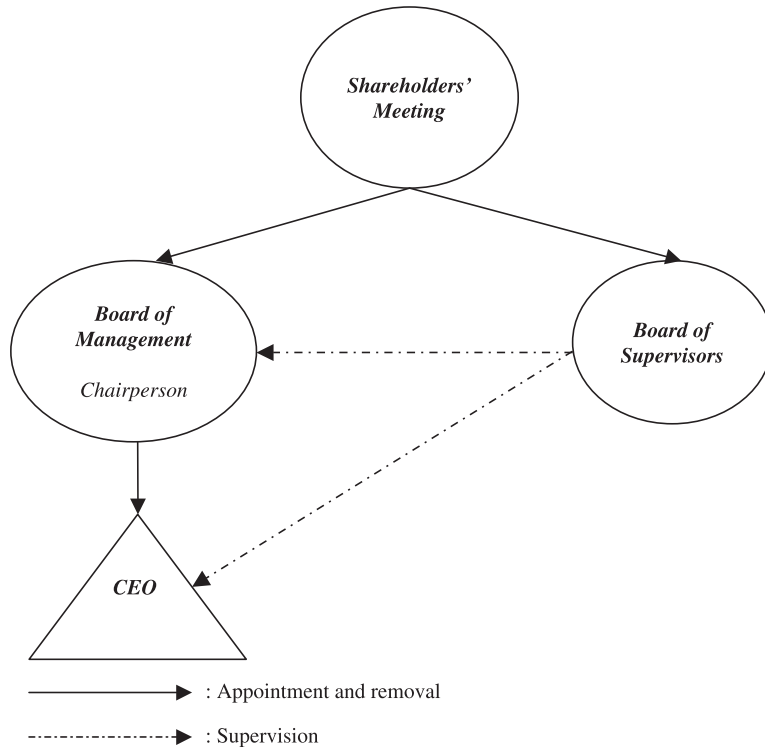 Shareholders’
Meeting
Board of
Management
Chairperson
Board of
Supervisors
CEO
: Appointment and removal
: Supervision